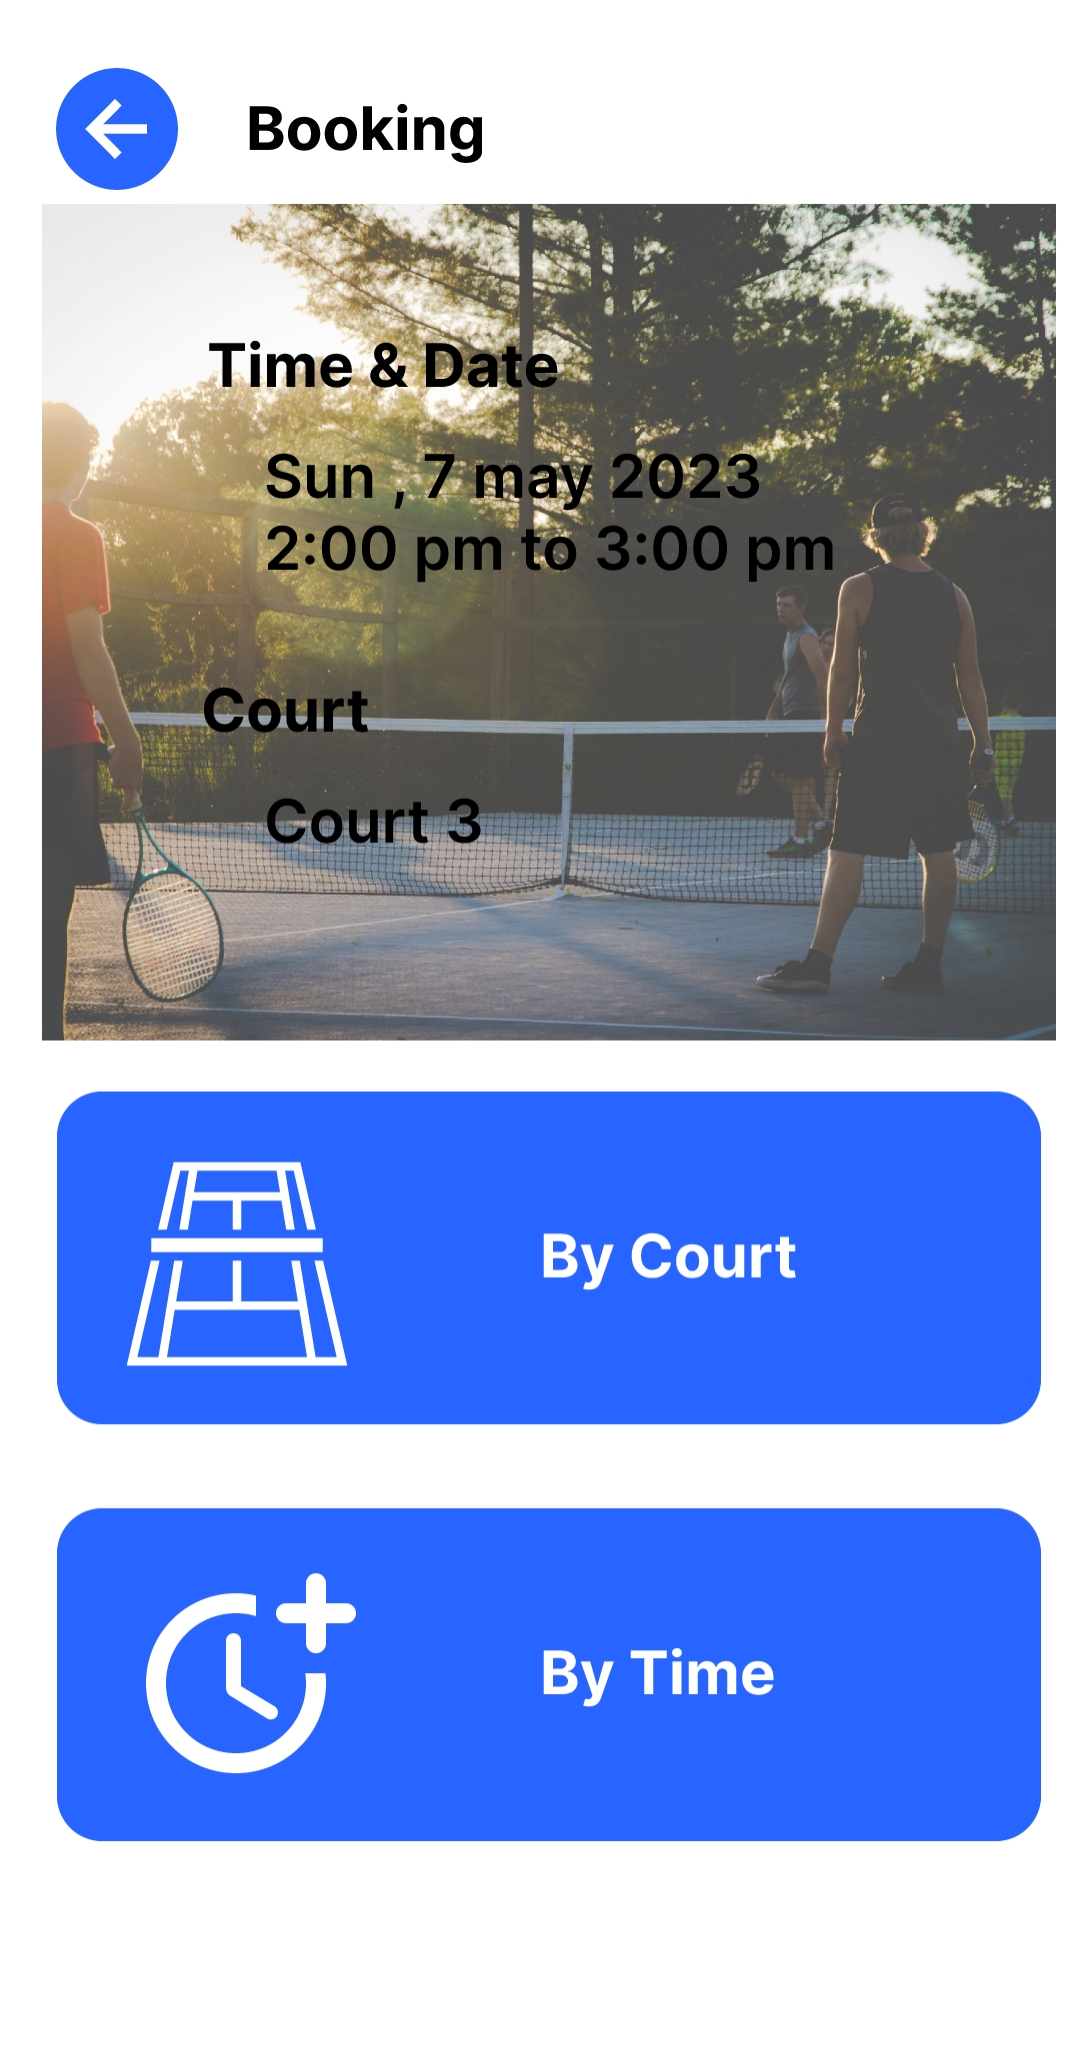 Booking
Time & Date
Sun , 7 may 2023
2:00 pm to 3:00 pm
Court
Court 3
By Court
By Time